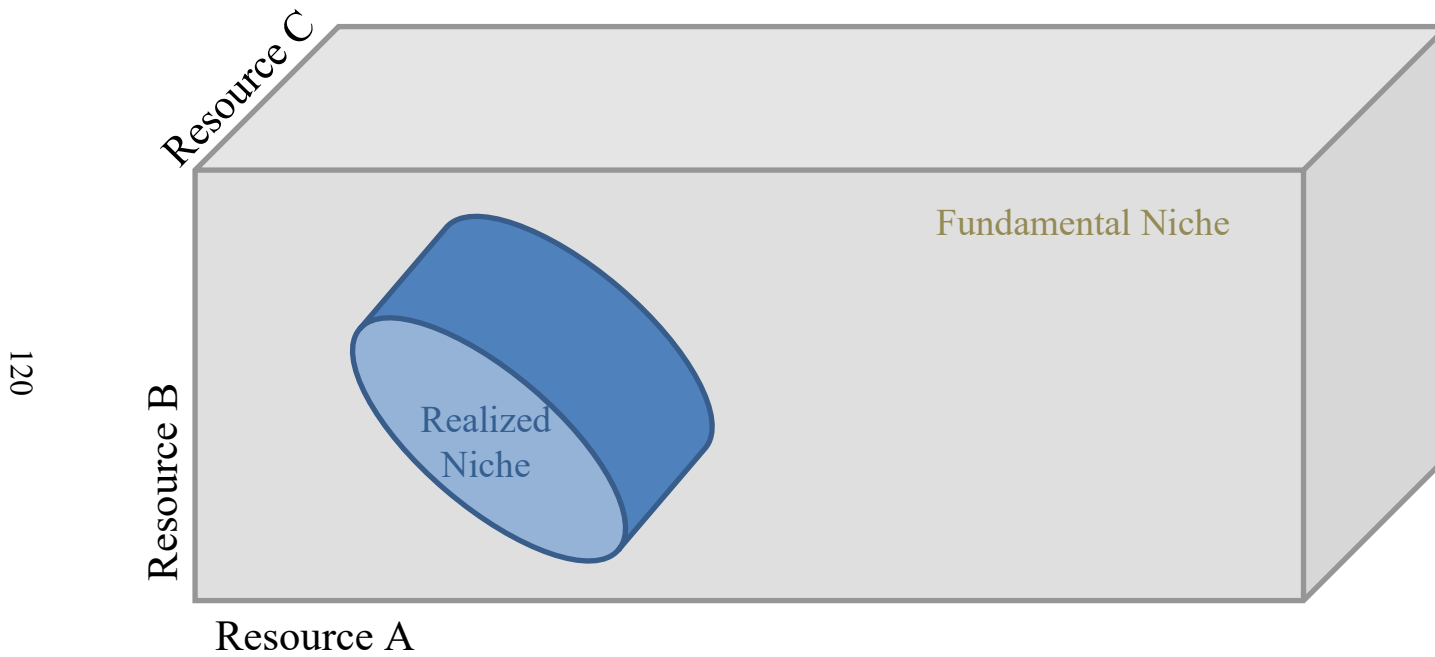 Resource C
Fundamental Niche
120
Realized
Niche
Resource B
Resource A